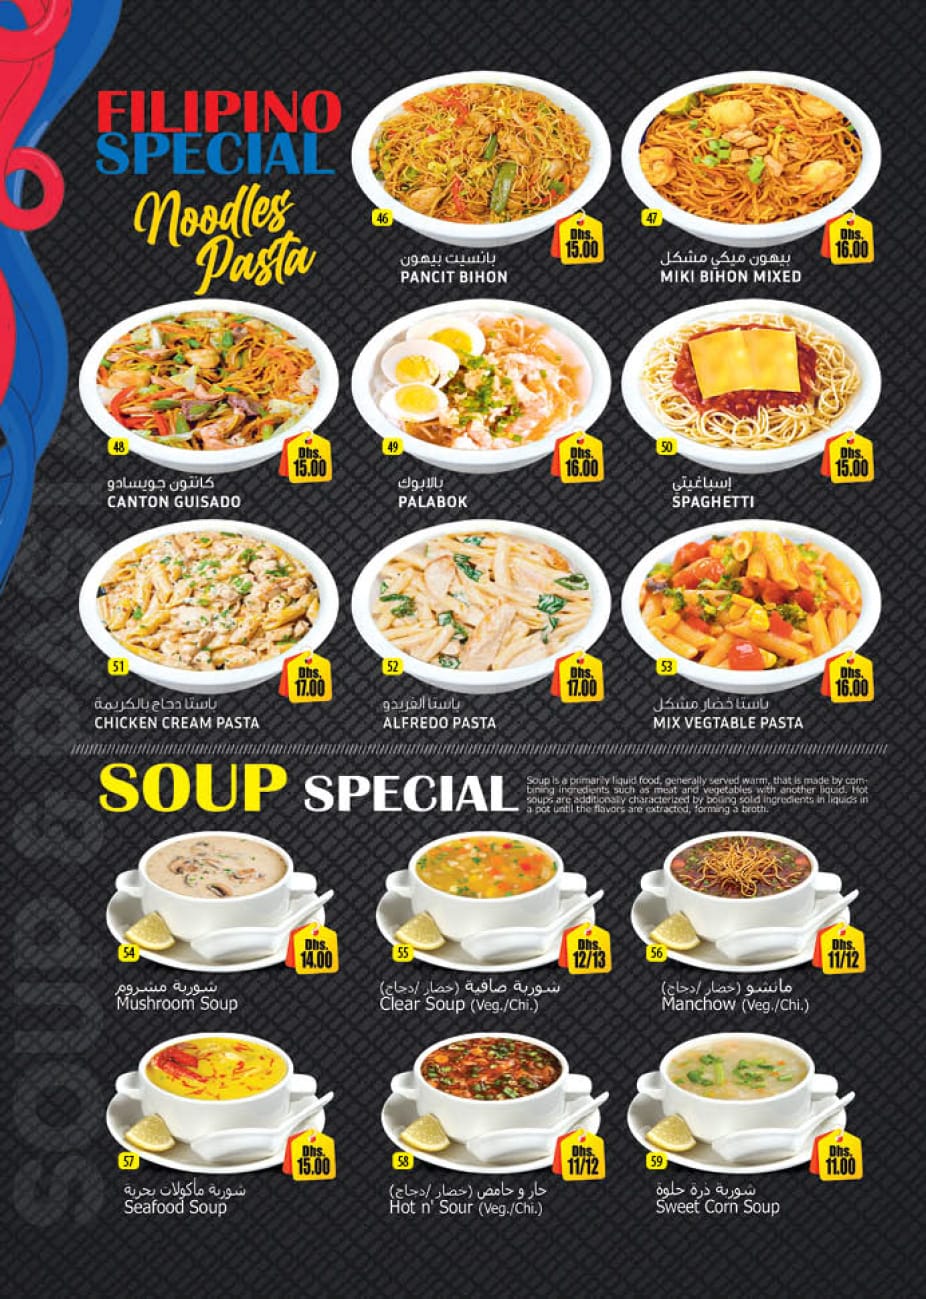 FILIPINO
SPECIAL
Noodles
Pasta
46
Dhs.
15.00
بانسيت بيهون
PANCIT BIHON
47
Dhs.
16.00
بيهون ميكي مشكل
MIKI BIHON MIXED
48
Dhs.
15.00
كانتون جويسادو
CANTON GUISADO
49
Dhs.
16.00
بالابوك
PALABOK
50
Dhs.
15.00
إسباغيتي
SPAGHETTI
51
Dhs.
17.00
باستا دجاج بالكريمة
CHICKEN CREAM PASTA
52
Dhs.
17.00
باستا ألفريدو
ALFREDO PASTA
53
Dhs.
16.00
باستا خضار مشكل
MIX VEGTABLE PASTA
SOUP SPECIAL
Soup is a primarily liquid food, generally served warm, that is made by com-
bining ingredients such as meat and vegetables with another liquid. Hot
soups are additionally characterized by boiling solid ingredients in liquids in
a pot until the flavors are extracted, forming a broth.
54
Dhs.
14.00
شوربة مشروم
Mushroom Soup
55
Dhs.
12/13
شوربة صافية (خضار /دجاج)
Clear Soup (Veg./Chi.)
56
Dhs.
11/12
مانشو (خضار /دجاج)
Manchow (Veg./Chi.)
57
Dhs.
15.00
شوربة مأكولات بحرية
Seafood Soup
58
Dhs.
11/12
حار و حامض (خضار /دجاج)
Hot n' Sour (Veg./Chi.)
59
Dhs.
11.00
شوربة ذرة حلوة
Sweet Corn Soup